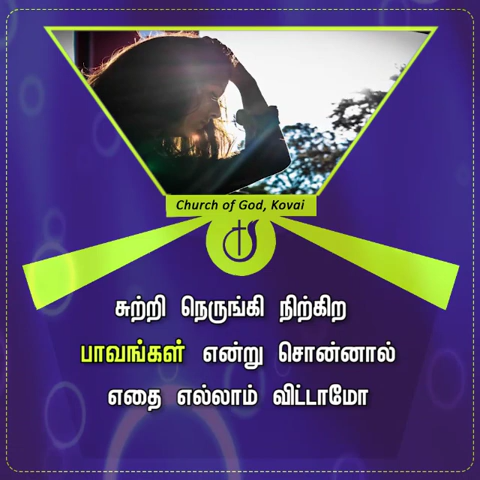 Church of God, Kovai
சுற்றி நெருங்கி நிற்கிற
பாவங்கள் என்று சொன்னால்
எதை எல்லாம் விட்டாமோ